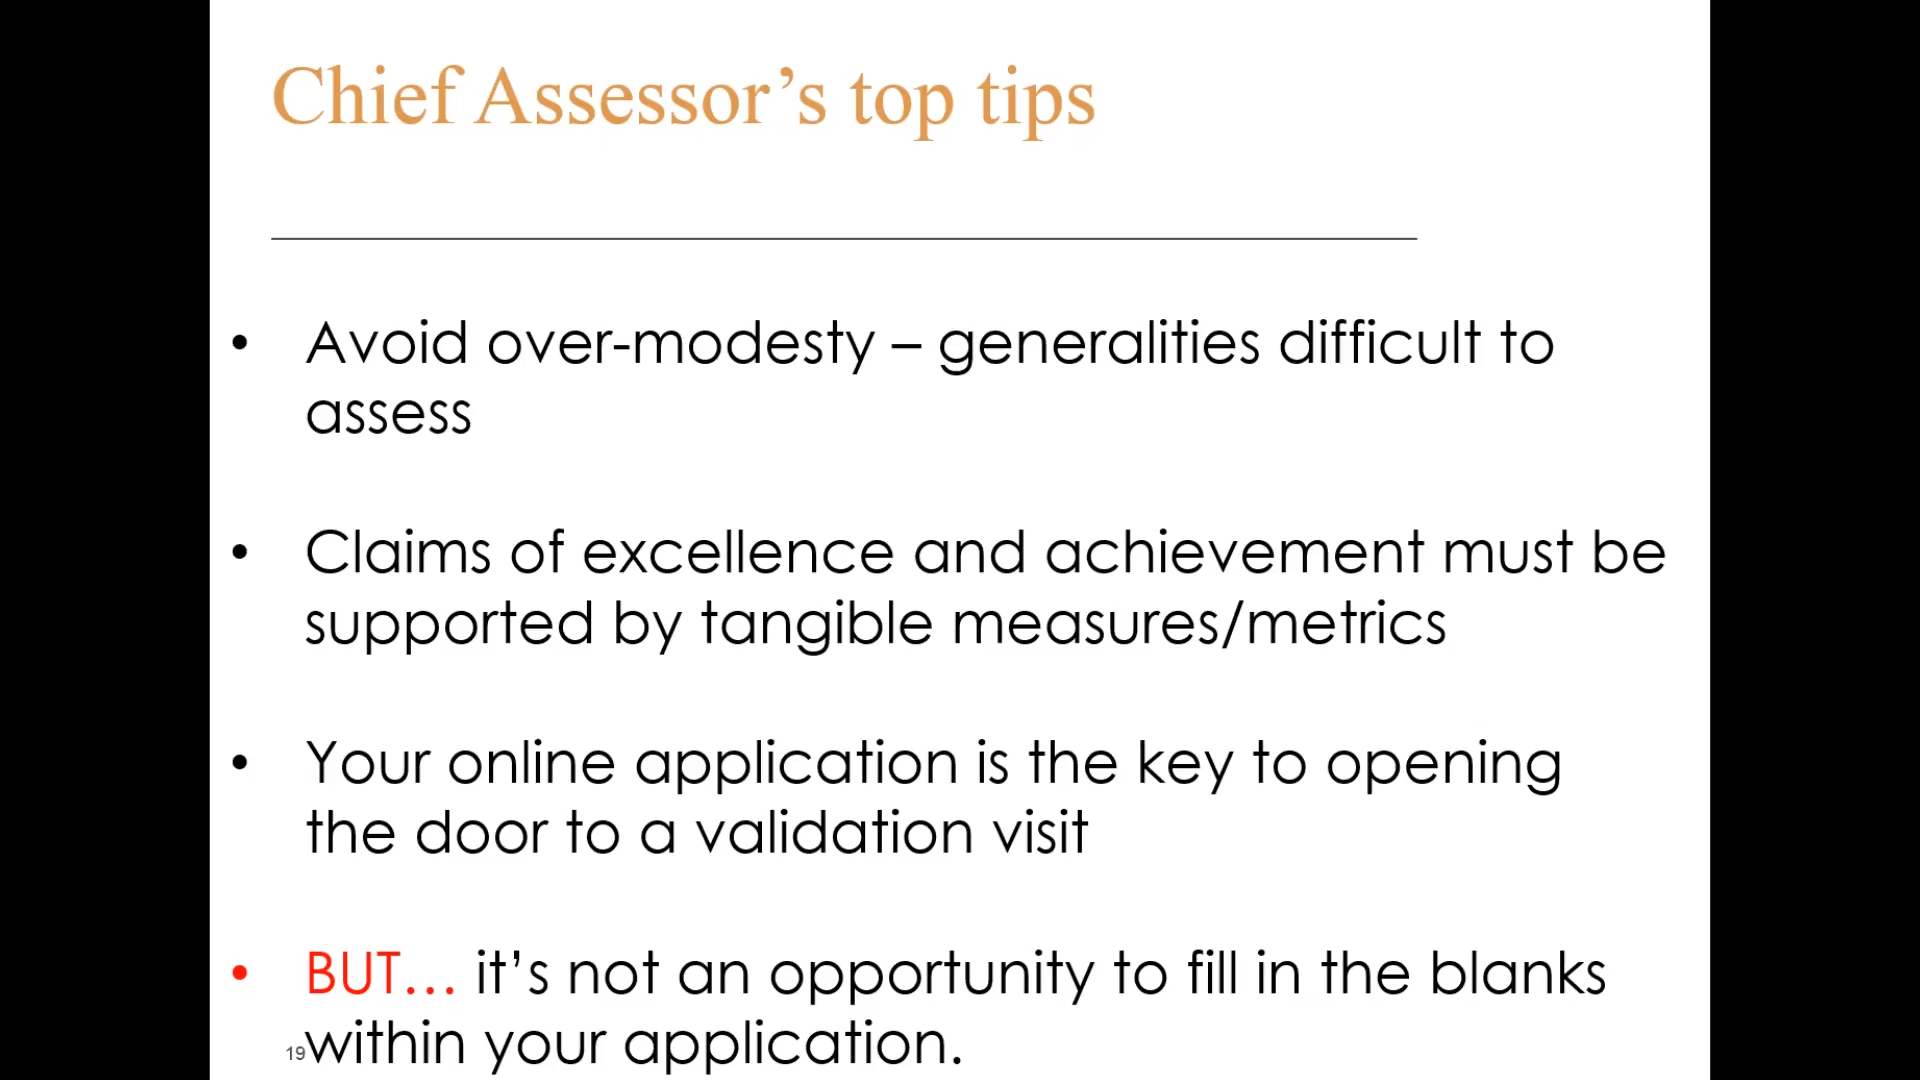 Chief Assessor’s top tips
• Avoid over-modesty – generalities difficult to
assess
• Claims of excellence and achievement must be
supported by tangible measures/metrics
• Your online application is the key to opening
the door to a validation visit
• BUT… it’s not an opportunity to fill in the blanks
within your application.
19